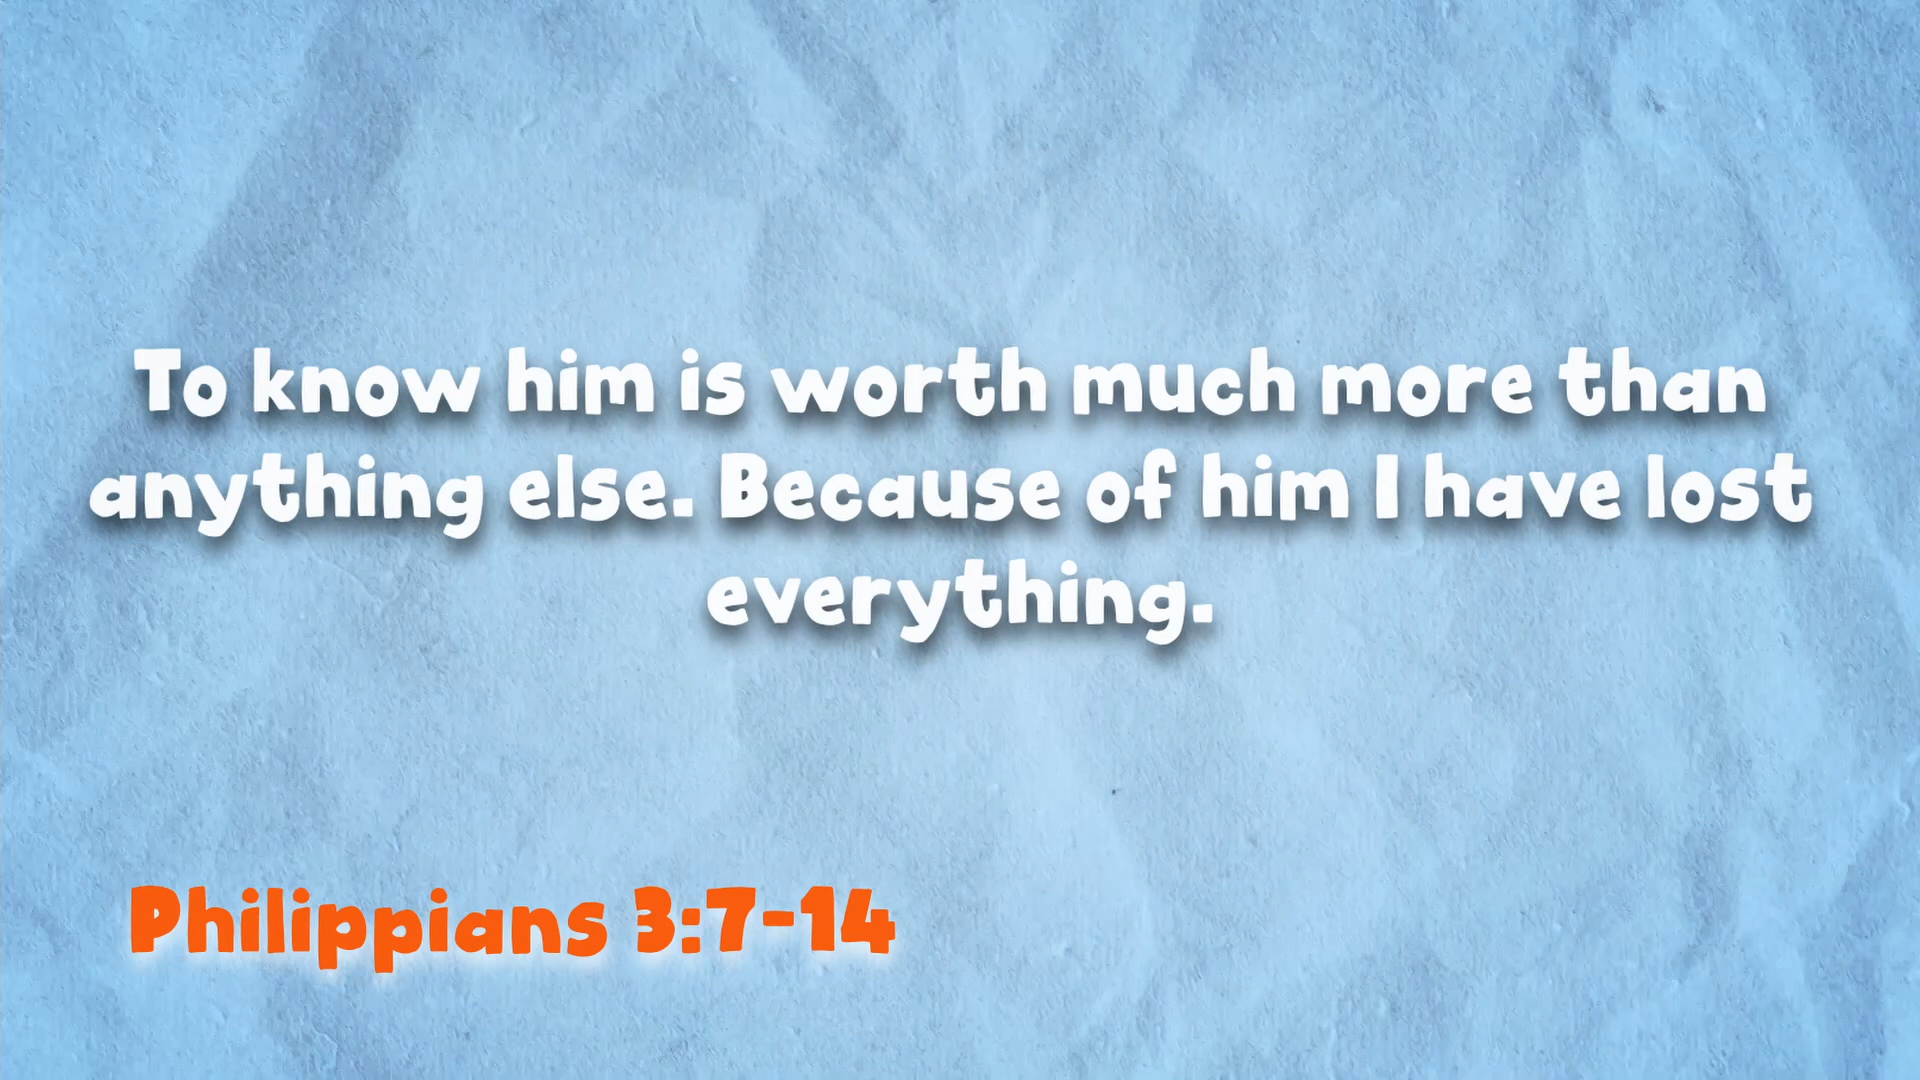 To know him is worth much more than
anything else. Because of him I have lost
everything.
Philippians 3:7-14